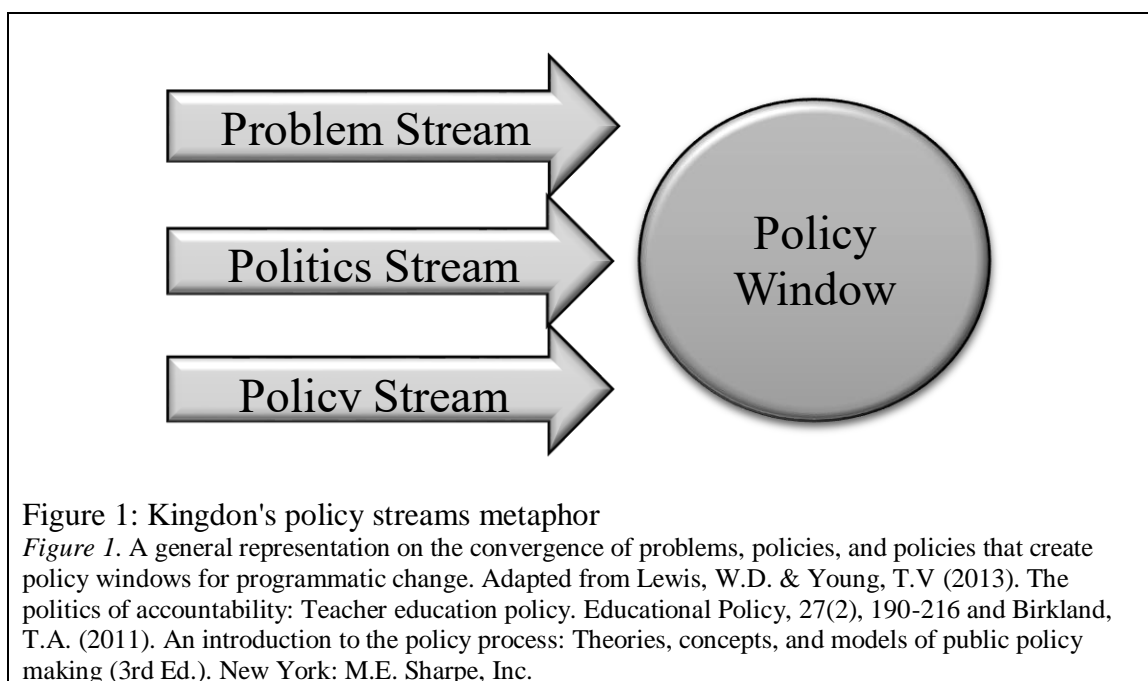 Problem Stream
Politics Stream
Policy Stream
Policy
Window
Figure 1: Kingdon's policy streams metaphor
Figure 1. A general representation on the convergence of problems, policies, and policies that create
policy windows for programmatic change. Adapted from Lewis, W.D. & Young, T.V (2013). The
politics of accountability: Teacher education policy. Educational Policy, 27(2), 190-216 and Birkland,
T.A. (2011). An introduction to the policy process: Theories, concepts, and models of public policy
making (3rd Ed.). New York: M.E. Sharpe, Inc.